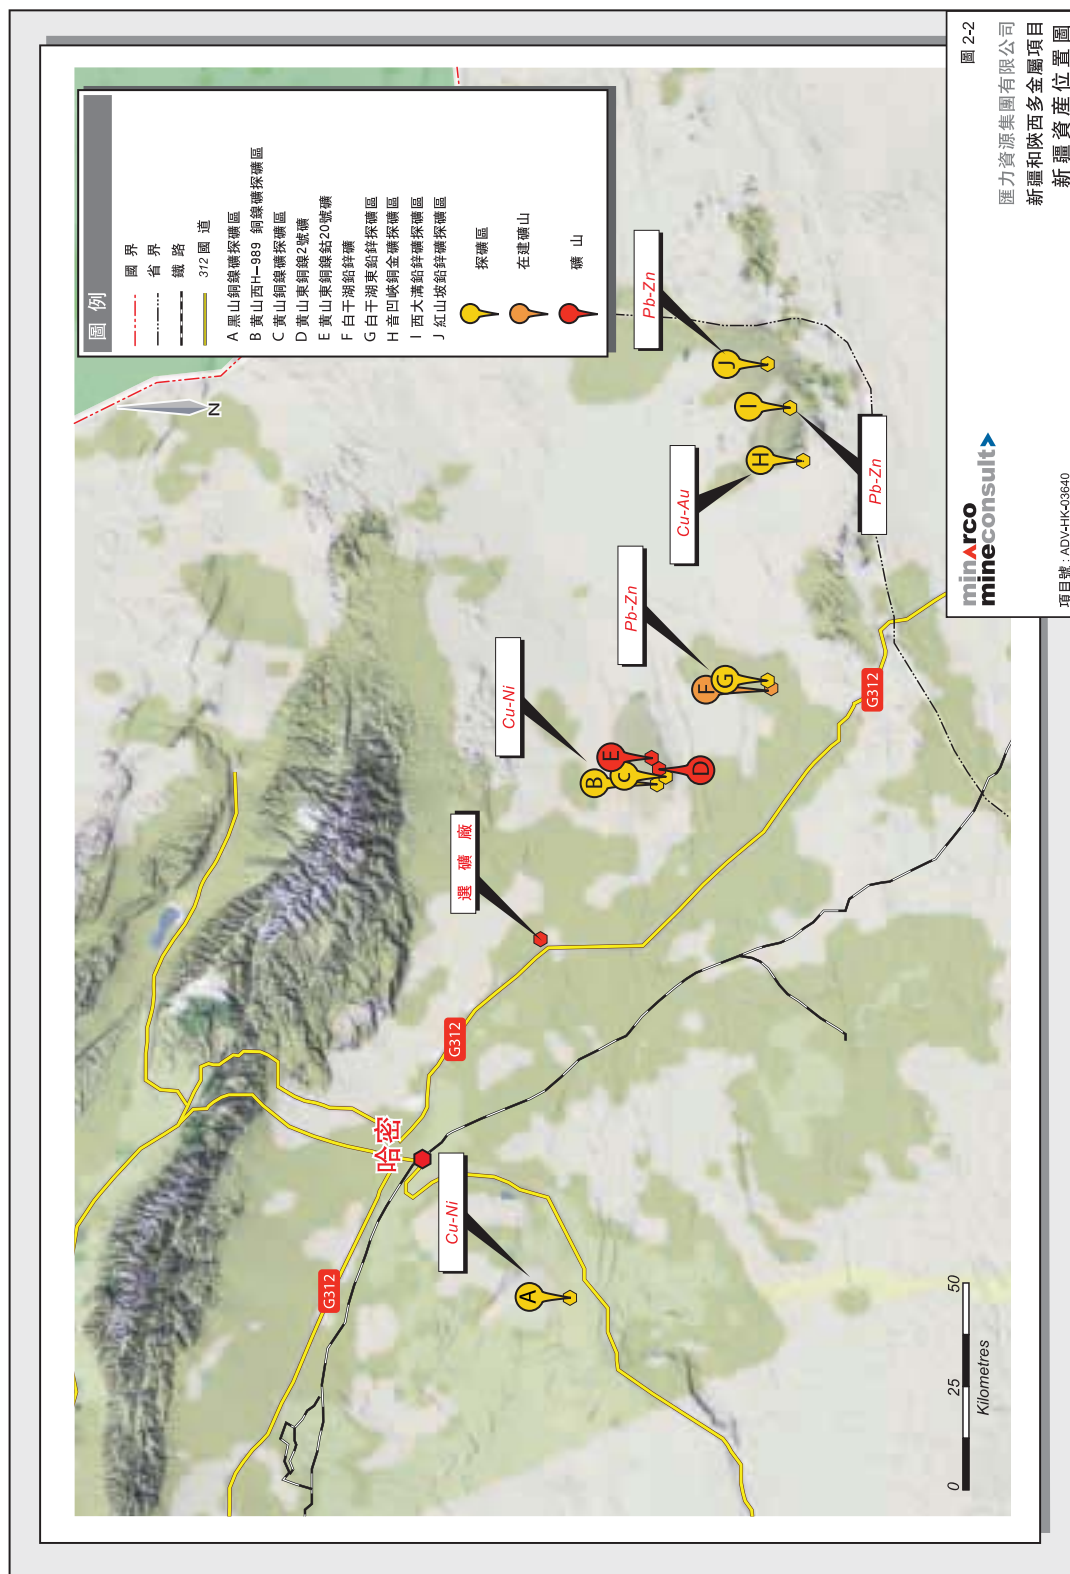 圖例
國界
省界
鐵路
312 國道
A 黑山銅鎳礦探礦區
B 黃山西H–989 銅鎳礦探礦區
C 黃山銅鎳礦探礦區
D 黃山東銅鎳2號礦
E 黃山東銅鎳鈷20號礦
F 白干湖鉛鋅礦
G 白干湖東鉛鋅探礦區
H 音凹峽銅金礦探礦區
I 西大溝鉛鋅礦探礦區
J 紅山坡鉛鋅礦探礦區
探礦區
在建礦山
礦山
N
G312
哈密
Cu-Ni
A
G312
選礦廠
Cu-Ni
B
C
E
D
Pb-Zn
F
G
G312
Cu-Au
H
Pb-Zn
I
Pb-Zn
J
0 25 50
Kilometres
minarco
mineconsult
項目號 : ADV-HK-03640
圖 2-2
匯力資源集團有限公司
新疆和陝西多金屬項目
新疆資産位置圖